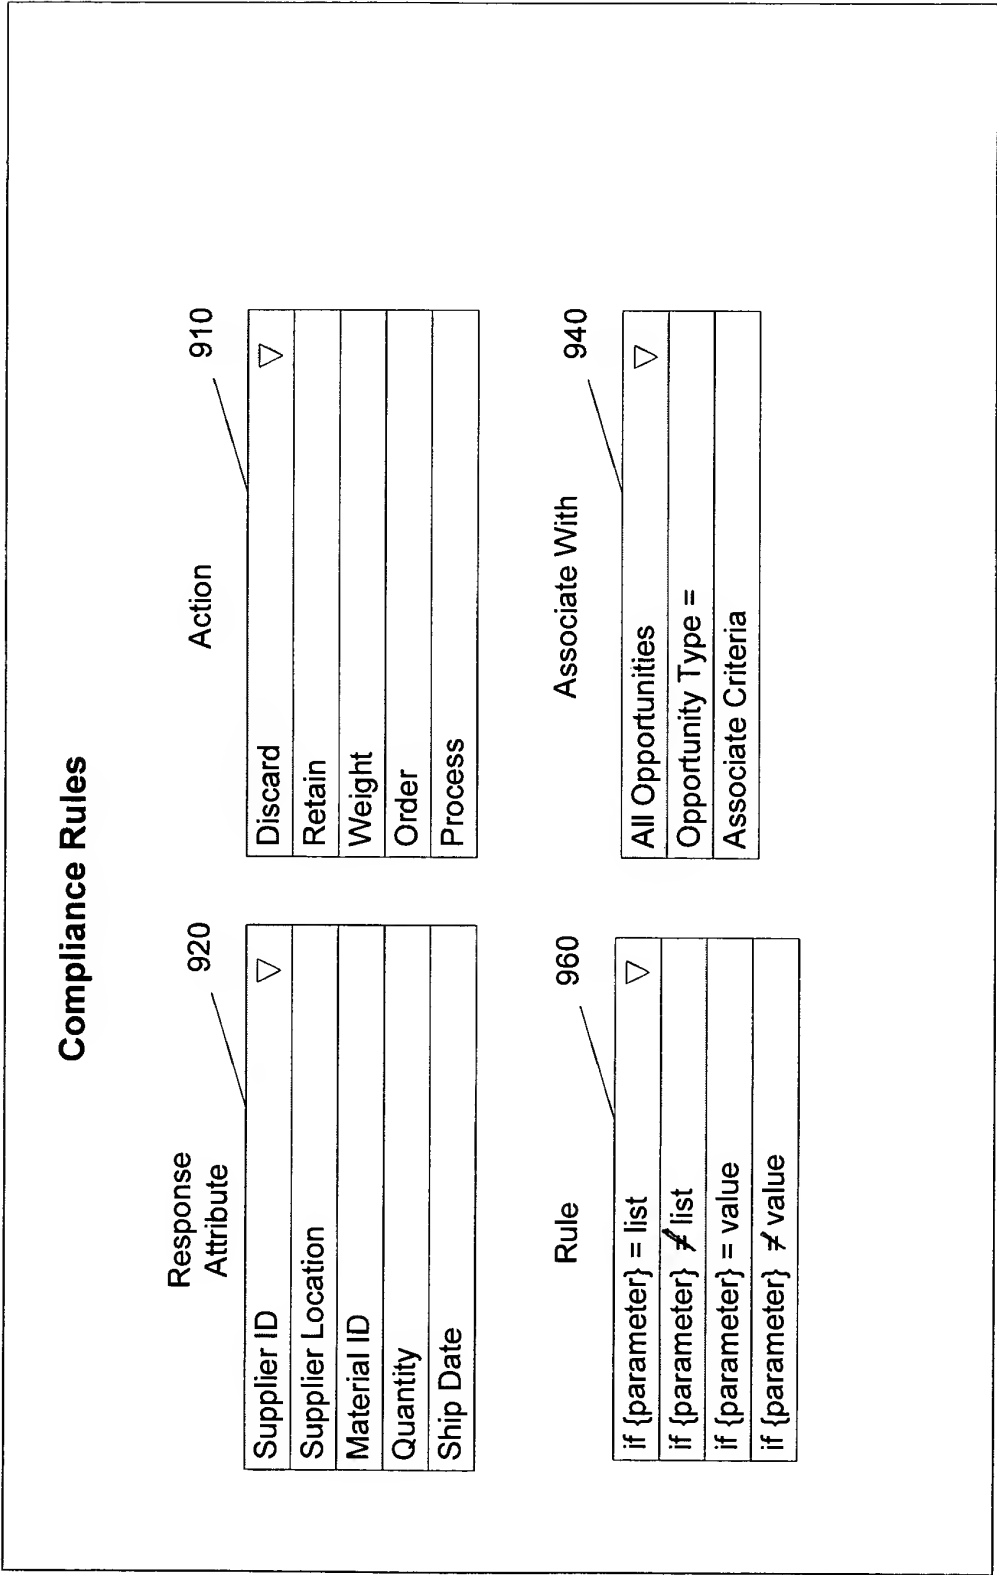 Compliance Rules
Response
Attribute
920
Supplier ID
Supplier Location
Material ID
Quantity
Ship Date
Action
910
Discard
Retain
Weight
Order
Process
Rule
960
if {parameter} = list
if {parameter} ≠ list
if {parameter} = value
if {parameter} ≠ value
Associate With
940
All Opportunities
Opportunity Type =
Associate Criteria